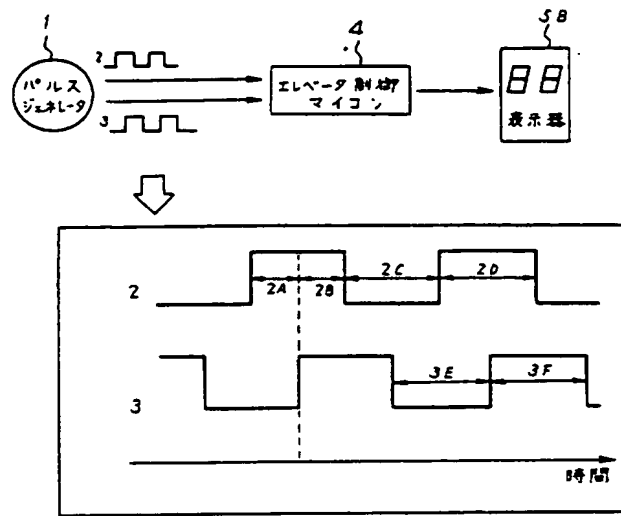 1
パルス
ジェネレータ
2
3
4
エレベータ制御
マイコン
5B
88
表示器
2
2A
2B
2C
2D
3
3E
3F
時間